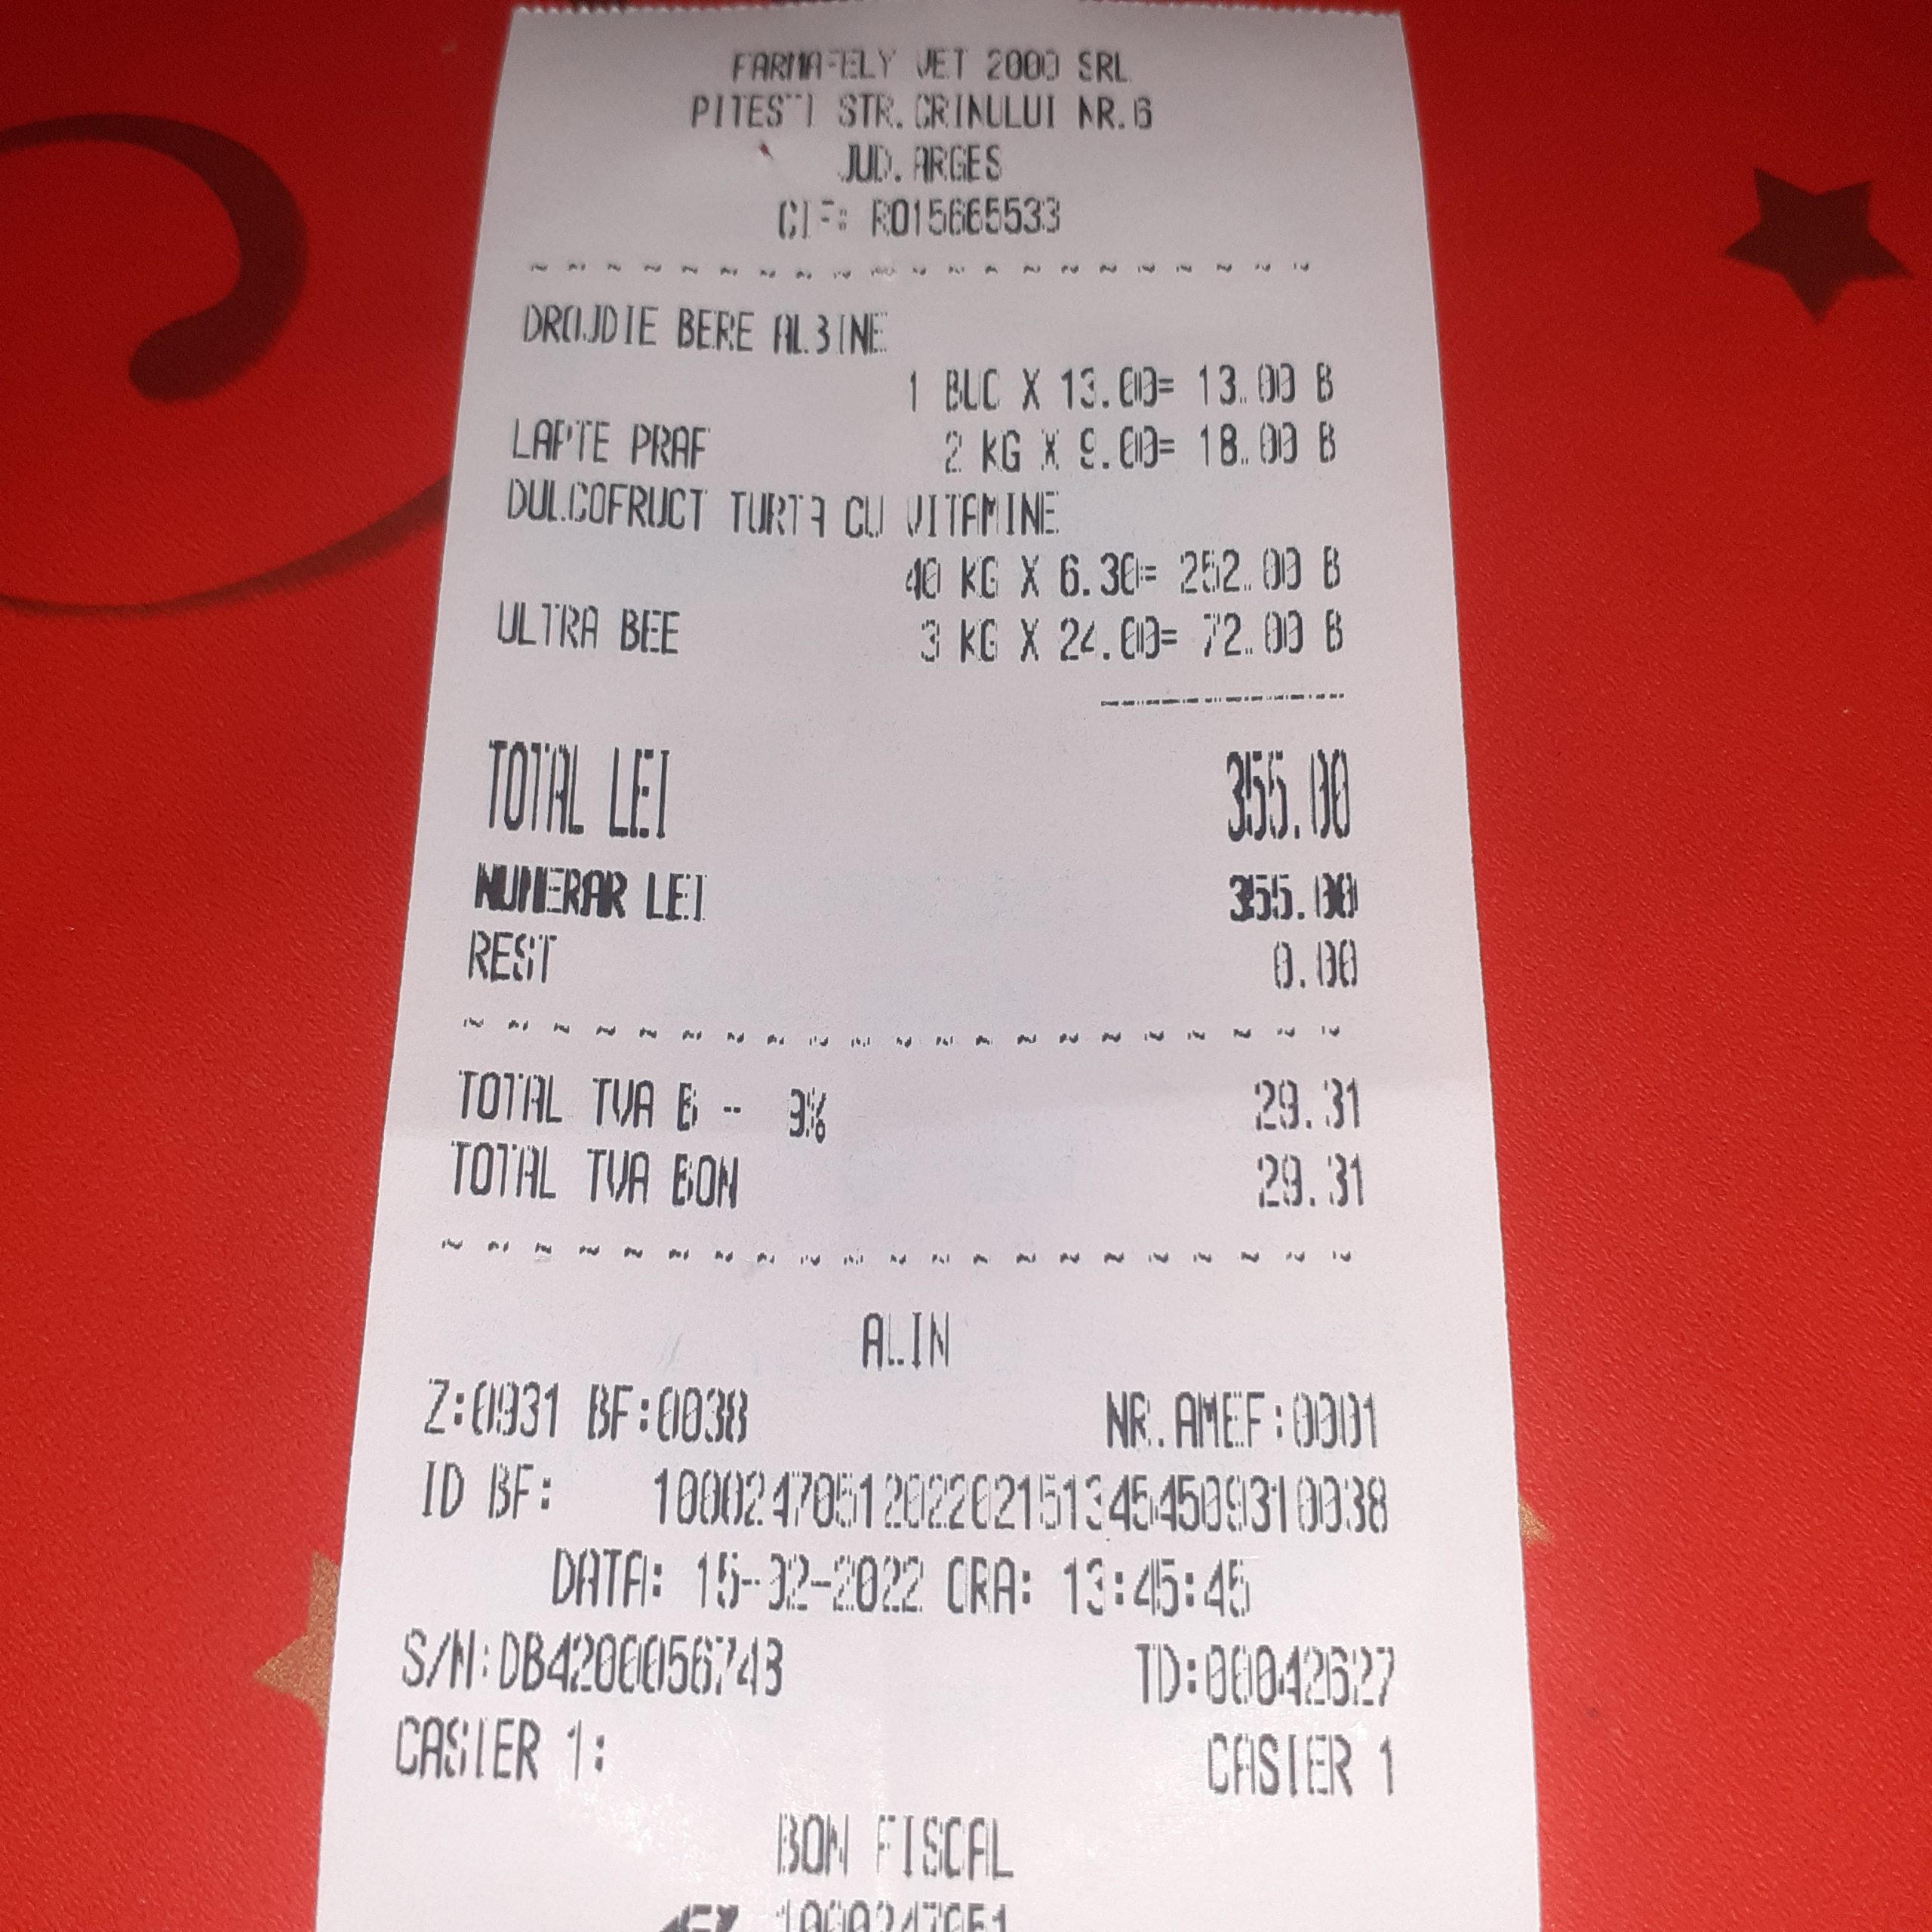 FARMAFELY VET 2000 SRL
PITESTI STR.CRINULUI NR.6
JUD.ARGES
CIF: RO15665533
DROJDIE BERE ALBINE
1 BUC X 13.00= 13.00 B
LAPTE PRAF 2 KG X 9.00= 18.00 B
DULCOFRUCT TURTA CU VITAMINE
40 KG X 6.30= 252.00 B
ULTRA BEE 3 KG X 24.00= 72.00 B
TOTAL LEI 355.00
NUMERAR LEI 355.00
REST 0.00
TOTAL TVA B - 9% 29.31
TOTAL TVA BON 29.31
ALIN
Z:0931 BF:0038 NR.AMEF:0001
ID BF: 10002470512022021513454509310038
DATA: 15-02-2022 ORA: 13:45:45
S/N:DB4200056743 TD:00042627
CASIER 1: CASIER 1
BON FISCAL
1000247051